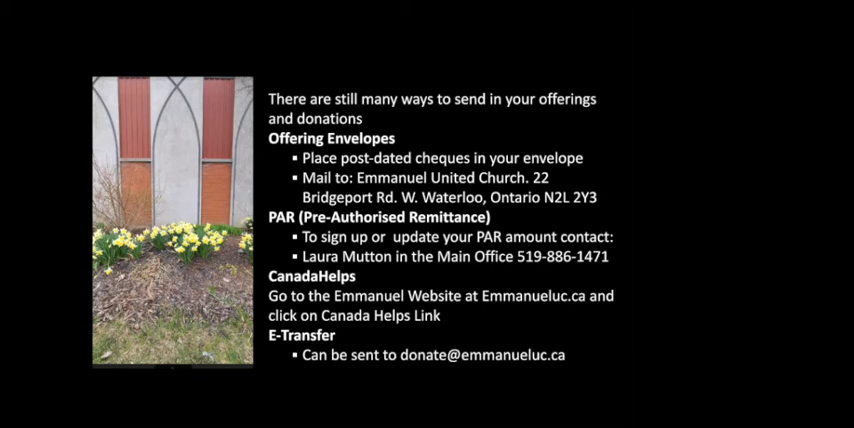 There are still many ways to send in your offerings
and donations
Offering Envelopes
▪ Place post-dated cheques in your envelope
▪ Mail to: Emmanuel United Church. 22
Bridgeport Rd. W. Waterloo, Ontario N2L 2Y3
PAR (Pre-Authorised Remittance)
▪ To sign up or  update your PAR amount contact:
▪ Laura Mutton in the Main Office 519-886-1471
CanadaHelps
Go to the Emmanuel Website at Emmanueluc.ca and
click on Canada Helps Link
E-Transfer
▪ Can be sent to donate@emmanueluc.ca